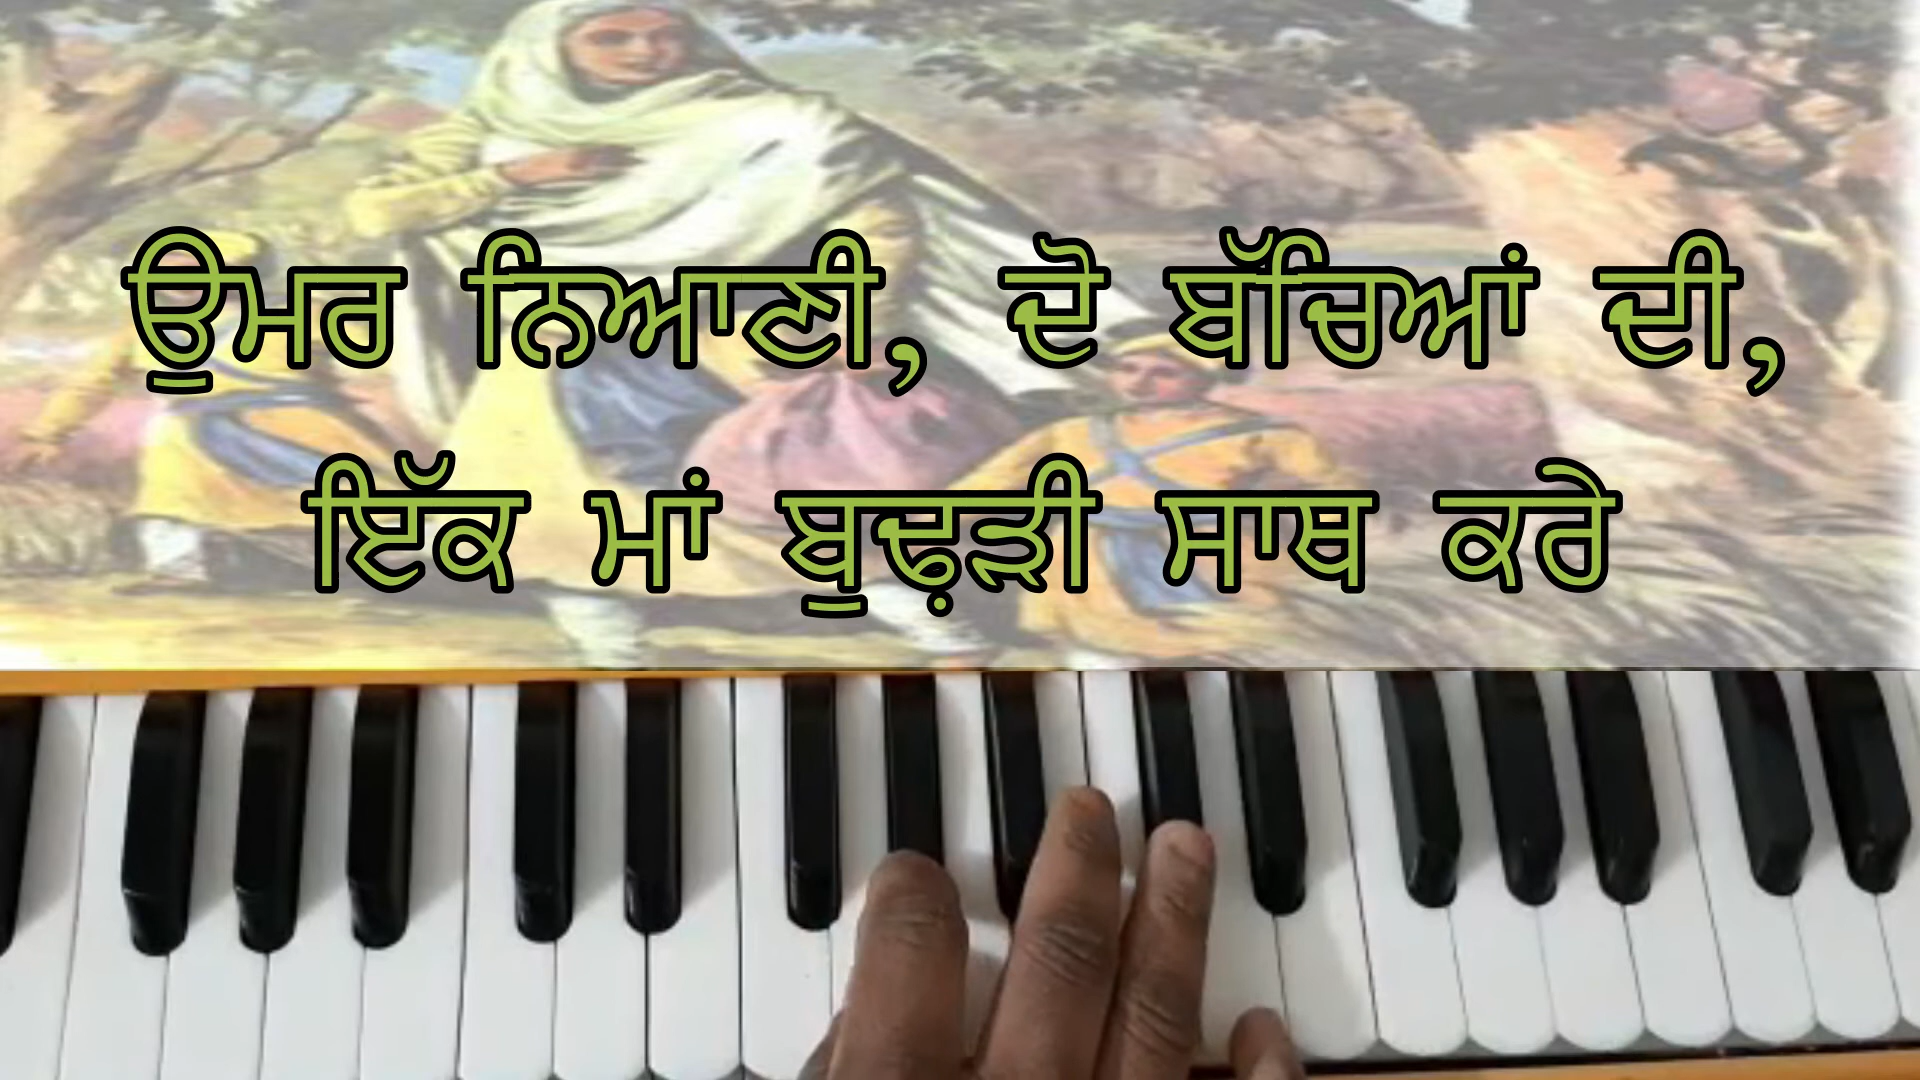 ਉਮਰ ਨਿਆਣੀ, ਦੋ ਬੱਚਿਆਂ ਦੀ,
ਇੱਕ ਮਾਂ ਬੁਢੜੀ ਸਾਥ ਕਰੇ